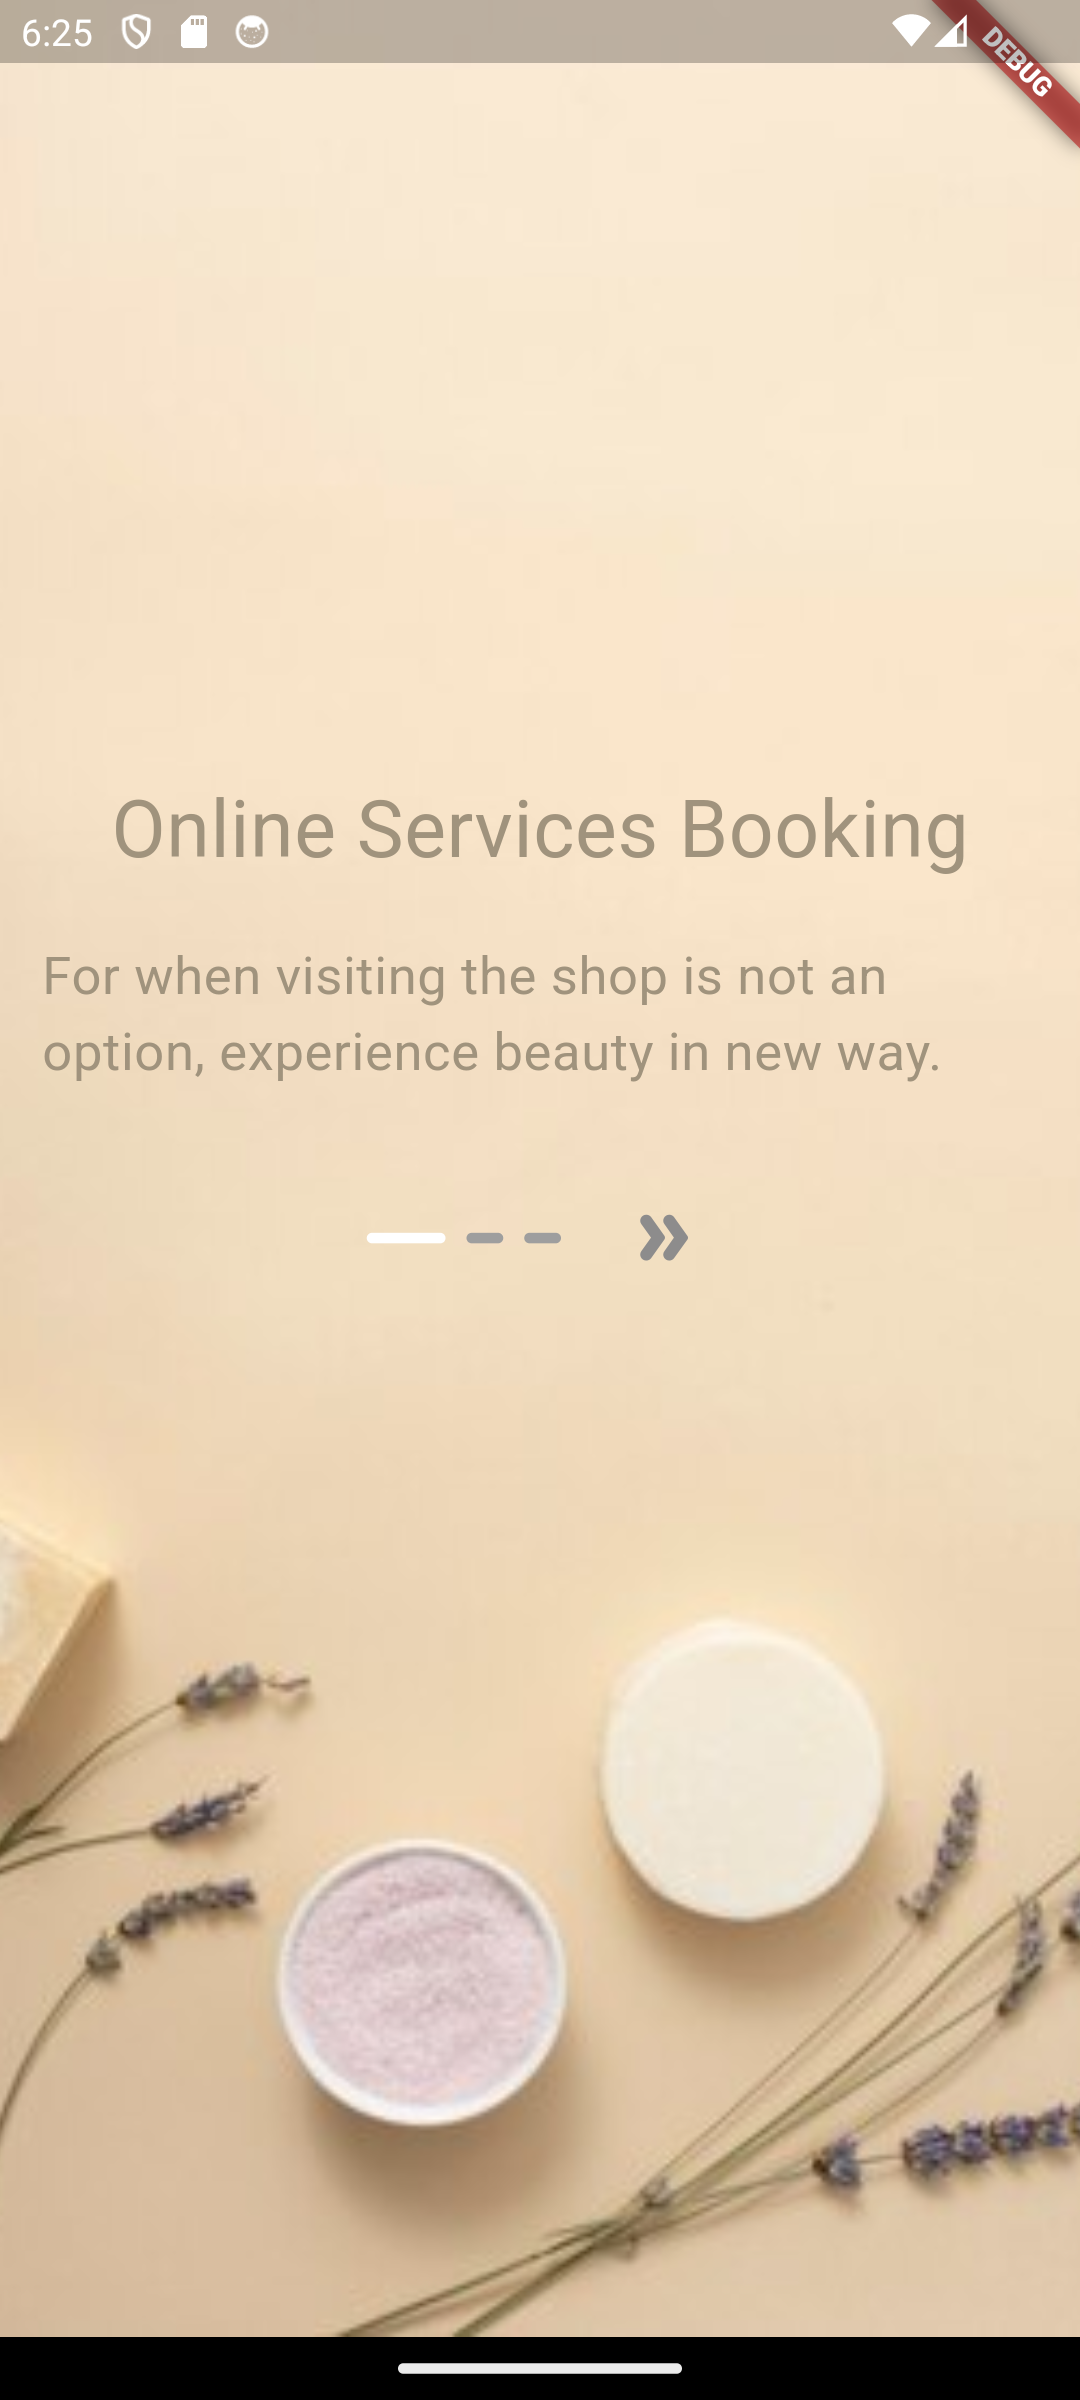 6:25
DEBUG
Online Services Booking
For when visiting the shop is not an
option, experience beauty in new way.